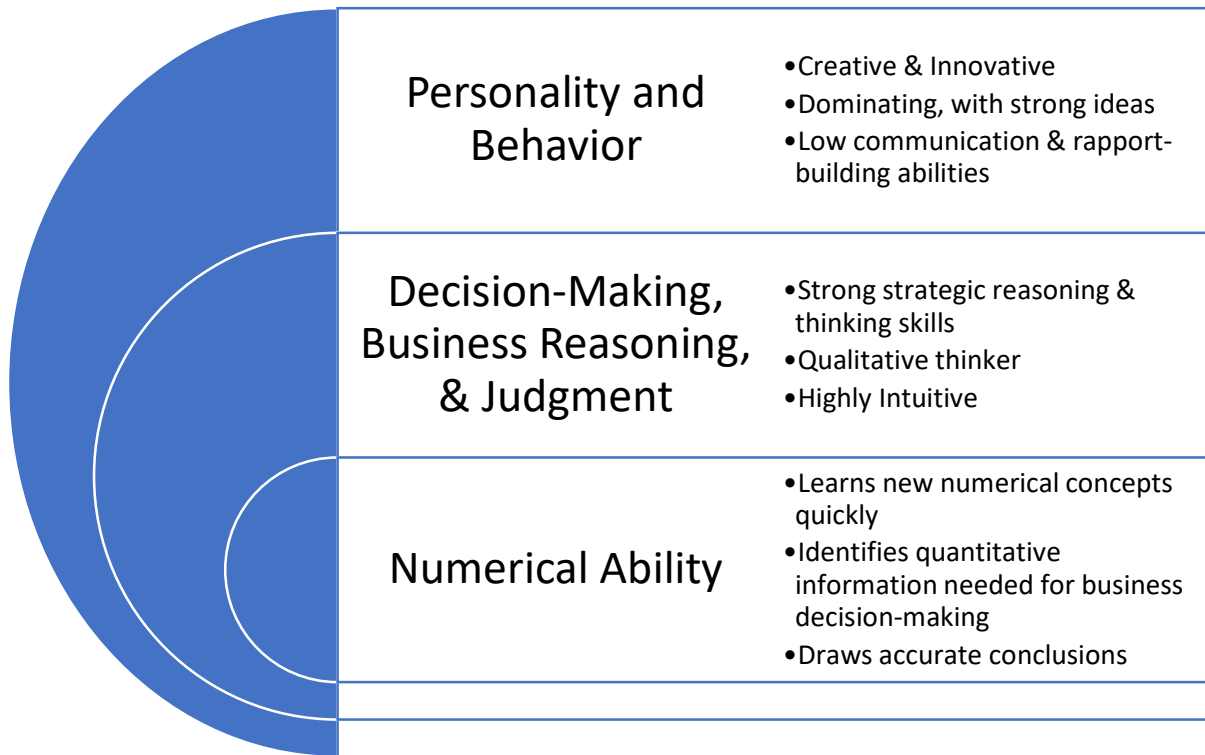 Personality and
Behavior
•Creative & Innovative
•Dominating, with strong ideas
•Low communication & rapport-
building abilities
Decision-Making,
Business Reasoning,
& Judgment
•Strong strategic reasoning &
thinking skills
•Qualitative thinker
•Highly Intuitive
Numerical Ability
•Learns new numerical concepts
quickly
•Identifies quantitative
information needed for business
decision-making
•Draws accurate conclusions